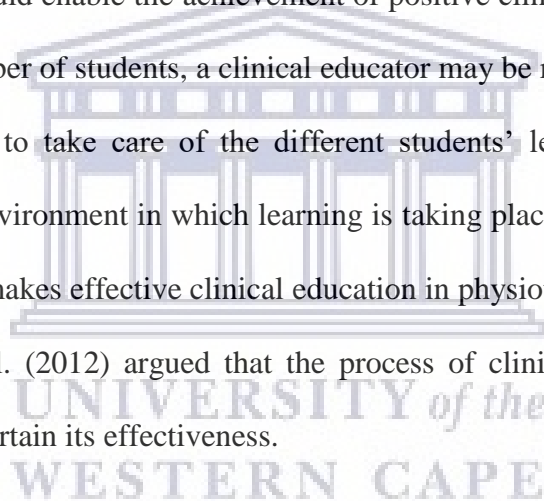 uld enable the achievement of positive clin
ber of students, a clinical educator may be
to take care of the different students’ le
vironment in which learning is taking plac
makes effective clinical education in physio
l. (2012) argued that the process of clini
UNIVERSITY of the
rtain its effectiveness.
WESTERN CAPE